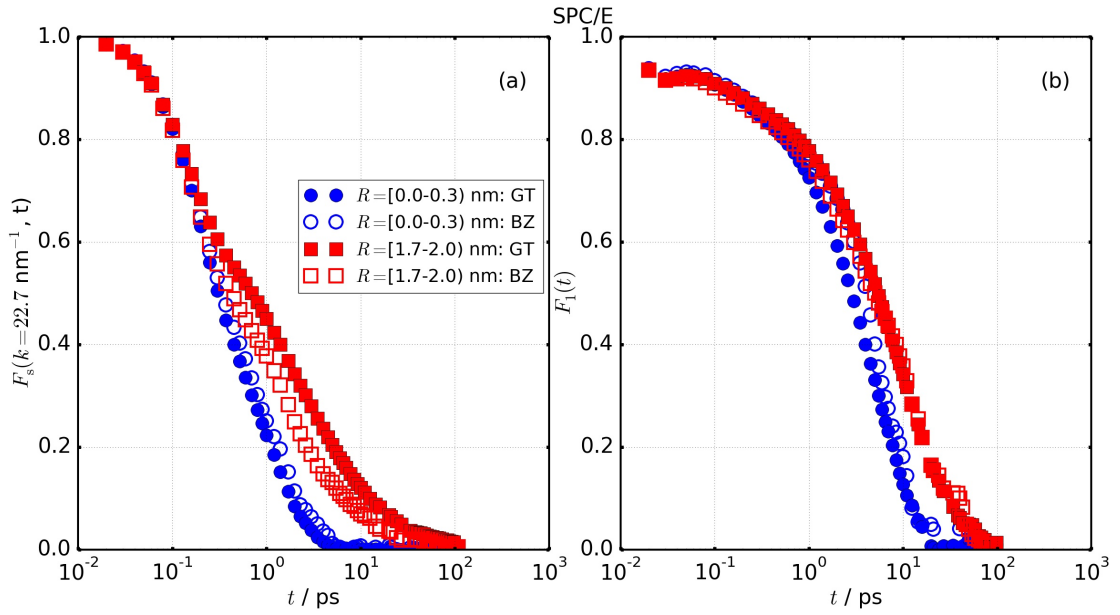 SPC/E
(a)
F_s(k=22.7 nm^-1, t)
1.0
0.8
0.6
0.4
0.2
0.0
10^-2
10^-1
10^0
10^1
10^2
10^3
t / ps
R=[0.0-0.3) nm: GT
R=[0.0-0.3) nm: BZ
R=[1.7-2.0) nm: GT
R=[1.7-2.0) nm: BZ
(b)
F_1(t)
1.0
0.8
0.6
0.4
0.2
0.0
10^-2
10^-1
10^0
10^1
10^2
10^3
t / ps